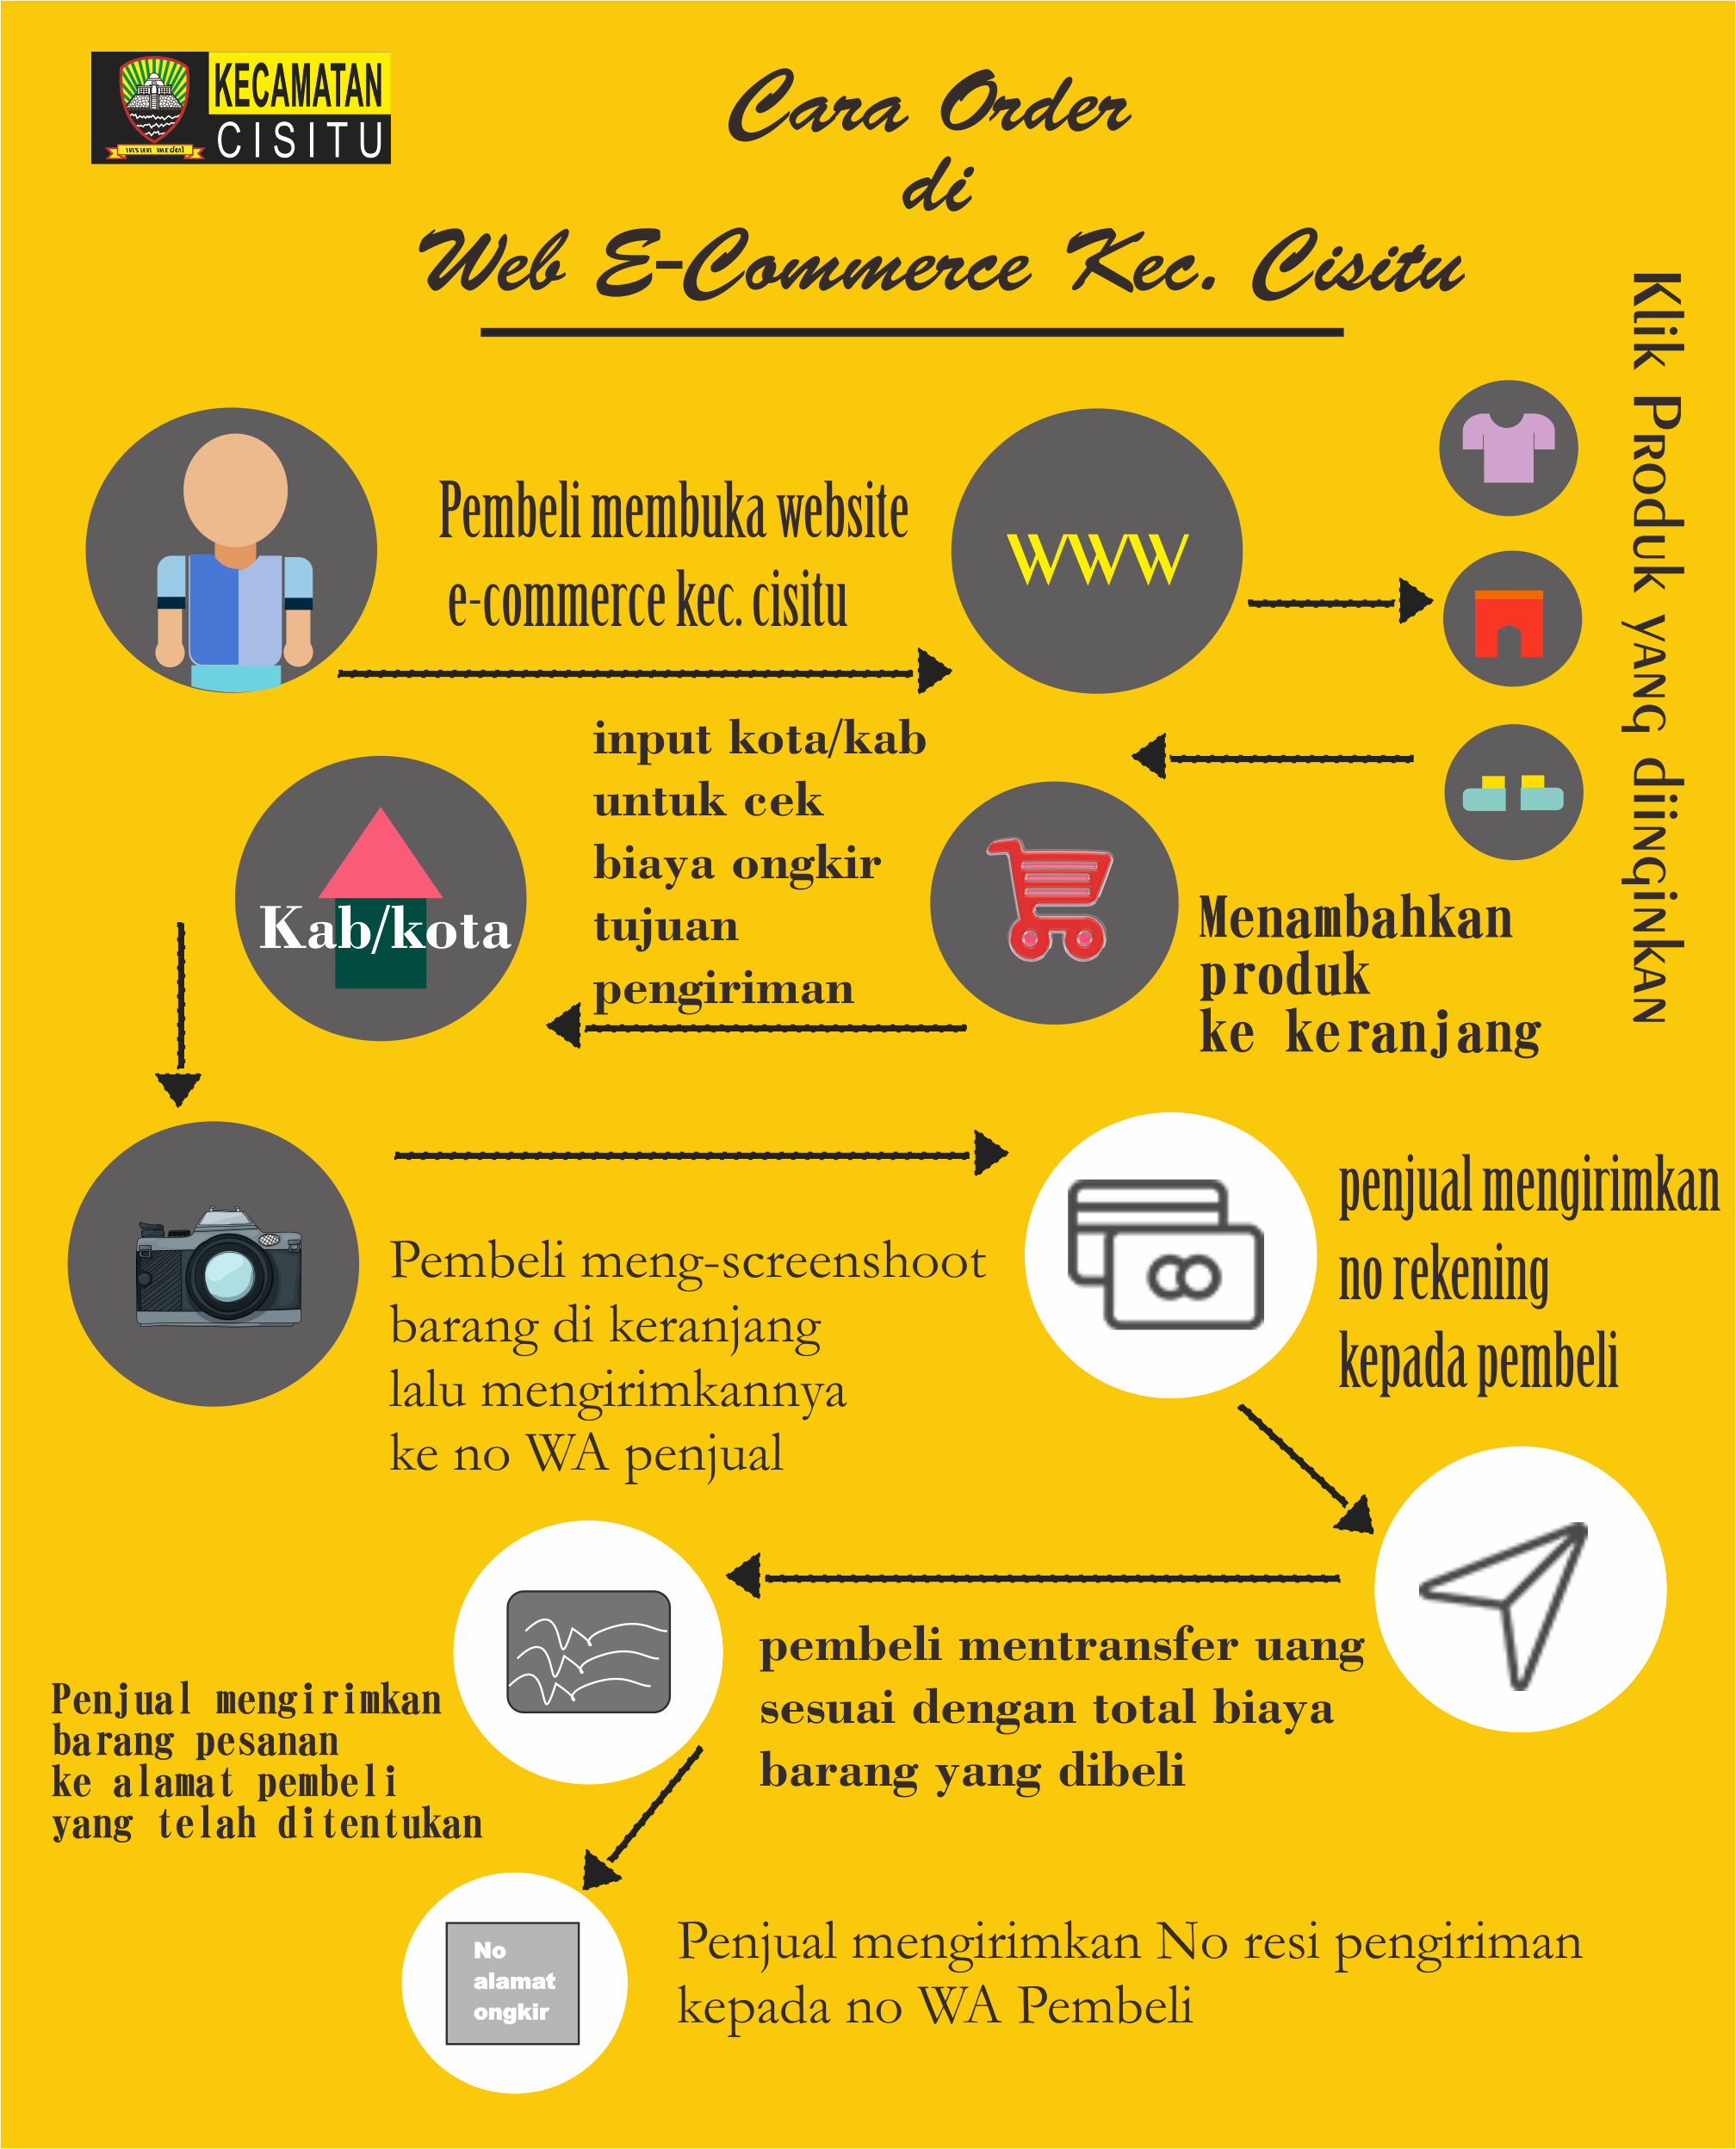 KECAMATAN
CISITU
insun medal
Cara Order
di
Web E-Commerce Kec. Cisitu
Pembeli membuka website
e-commerce kec. cisitu
WWW
Klik Produk yang diinginkan
Menambahkan
produk
ke keranjang
input kota/kab
untuk cek
biaya ongkir
tujuan
pengiriman
Kab/kota
Pembeli meng-screenshoot
barang di keranjang
lalu mengirimkannya
ke no WA penjual
penjual mengirimkan
no rekening
kepada pembeli
pembeli mentransfer uang
sesuai dengan total biaya
barang yang dibeli
Penjual mengirimkan
barang pesanan
ke alamat pembeli
yang telah ditentukan
No
alamat
ongkir
Penjual mengirimkan No resi pengiriman
kepada no WA Pembeli